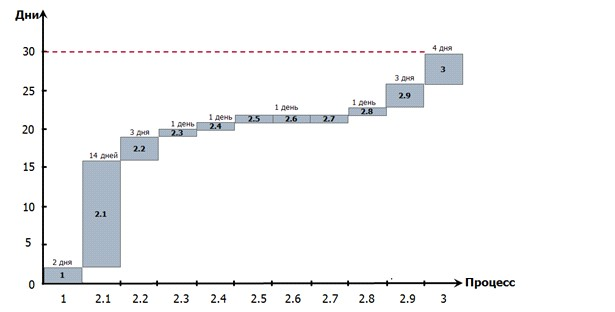 Дни
30
25
20
15
10
5
0
2 дня
1
14 дней
2.1
3 дня
2.2
1 день
2.3
1 день
2.4
1 день
2.5
2.6
2.7
1 день
2.8
3 дня
2.9
4 дня
3
1 2.1 2.2 2.3 2.4 2.5 2.6 2.7 2.8 2.9 3
Процесс